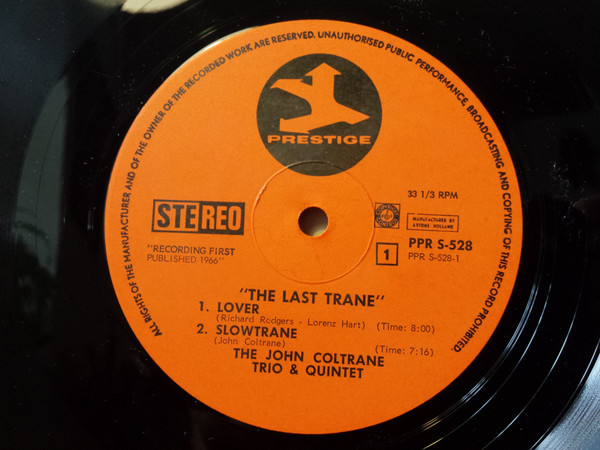 ALL RIGHTS OF THE MANUFACTURER AND OF THE OWNER OF THE RECORDED WORK ARE RESERVED. UNAUTHORISED PUBLIC PERFORMANCE, BROADCASTING AND COPYING OF THIS RECORD PROHIBITED.
PRESTIGE
STEREO
33 1/3 RPM
MANUFACTURED BY
ARTONE HOLLAND
"RECORDING FIRST
PUBLISHED 1966"
1
PPR S-528
PPR S-528-1
"THE LAST TRANE"
1. LOVER
(Richard Rodgers - Lorenz Hart) (Time: 8:00)
2. SLOWTRANE
(John Coltrane) (Time: 7:16)
THE JOHN COLTRANE
TRIO & QUINTET